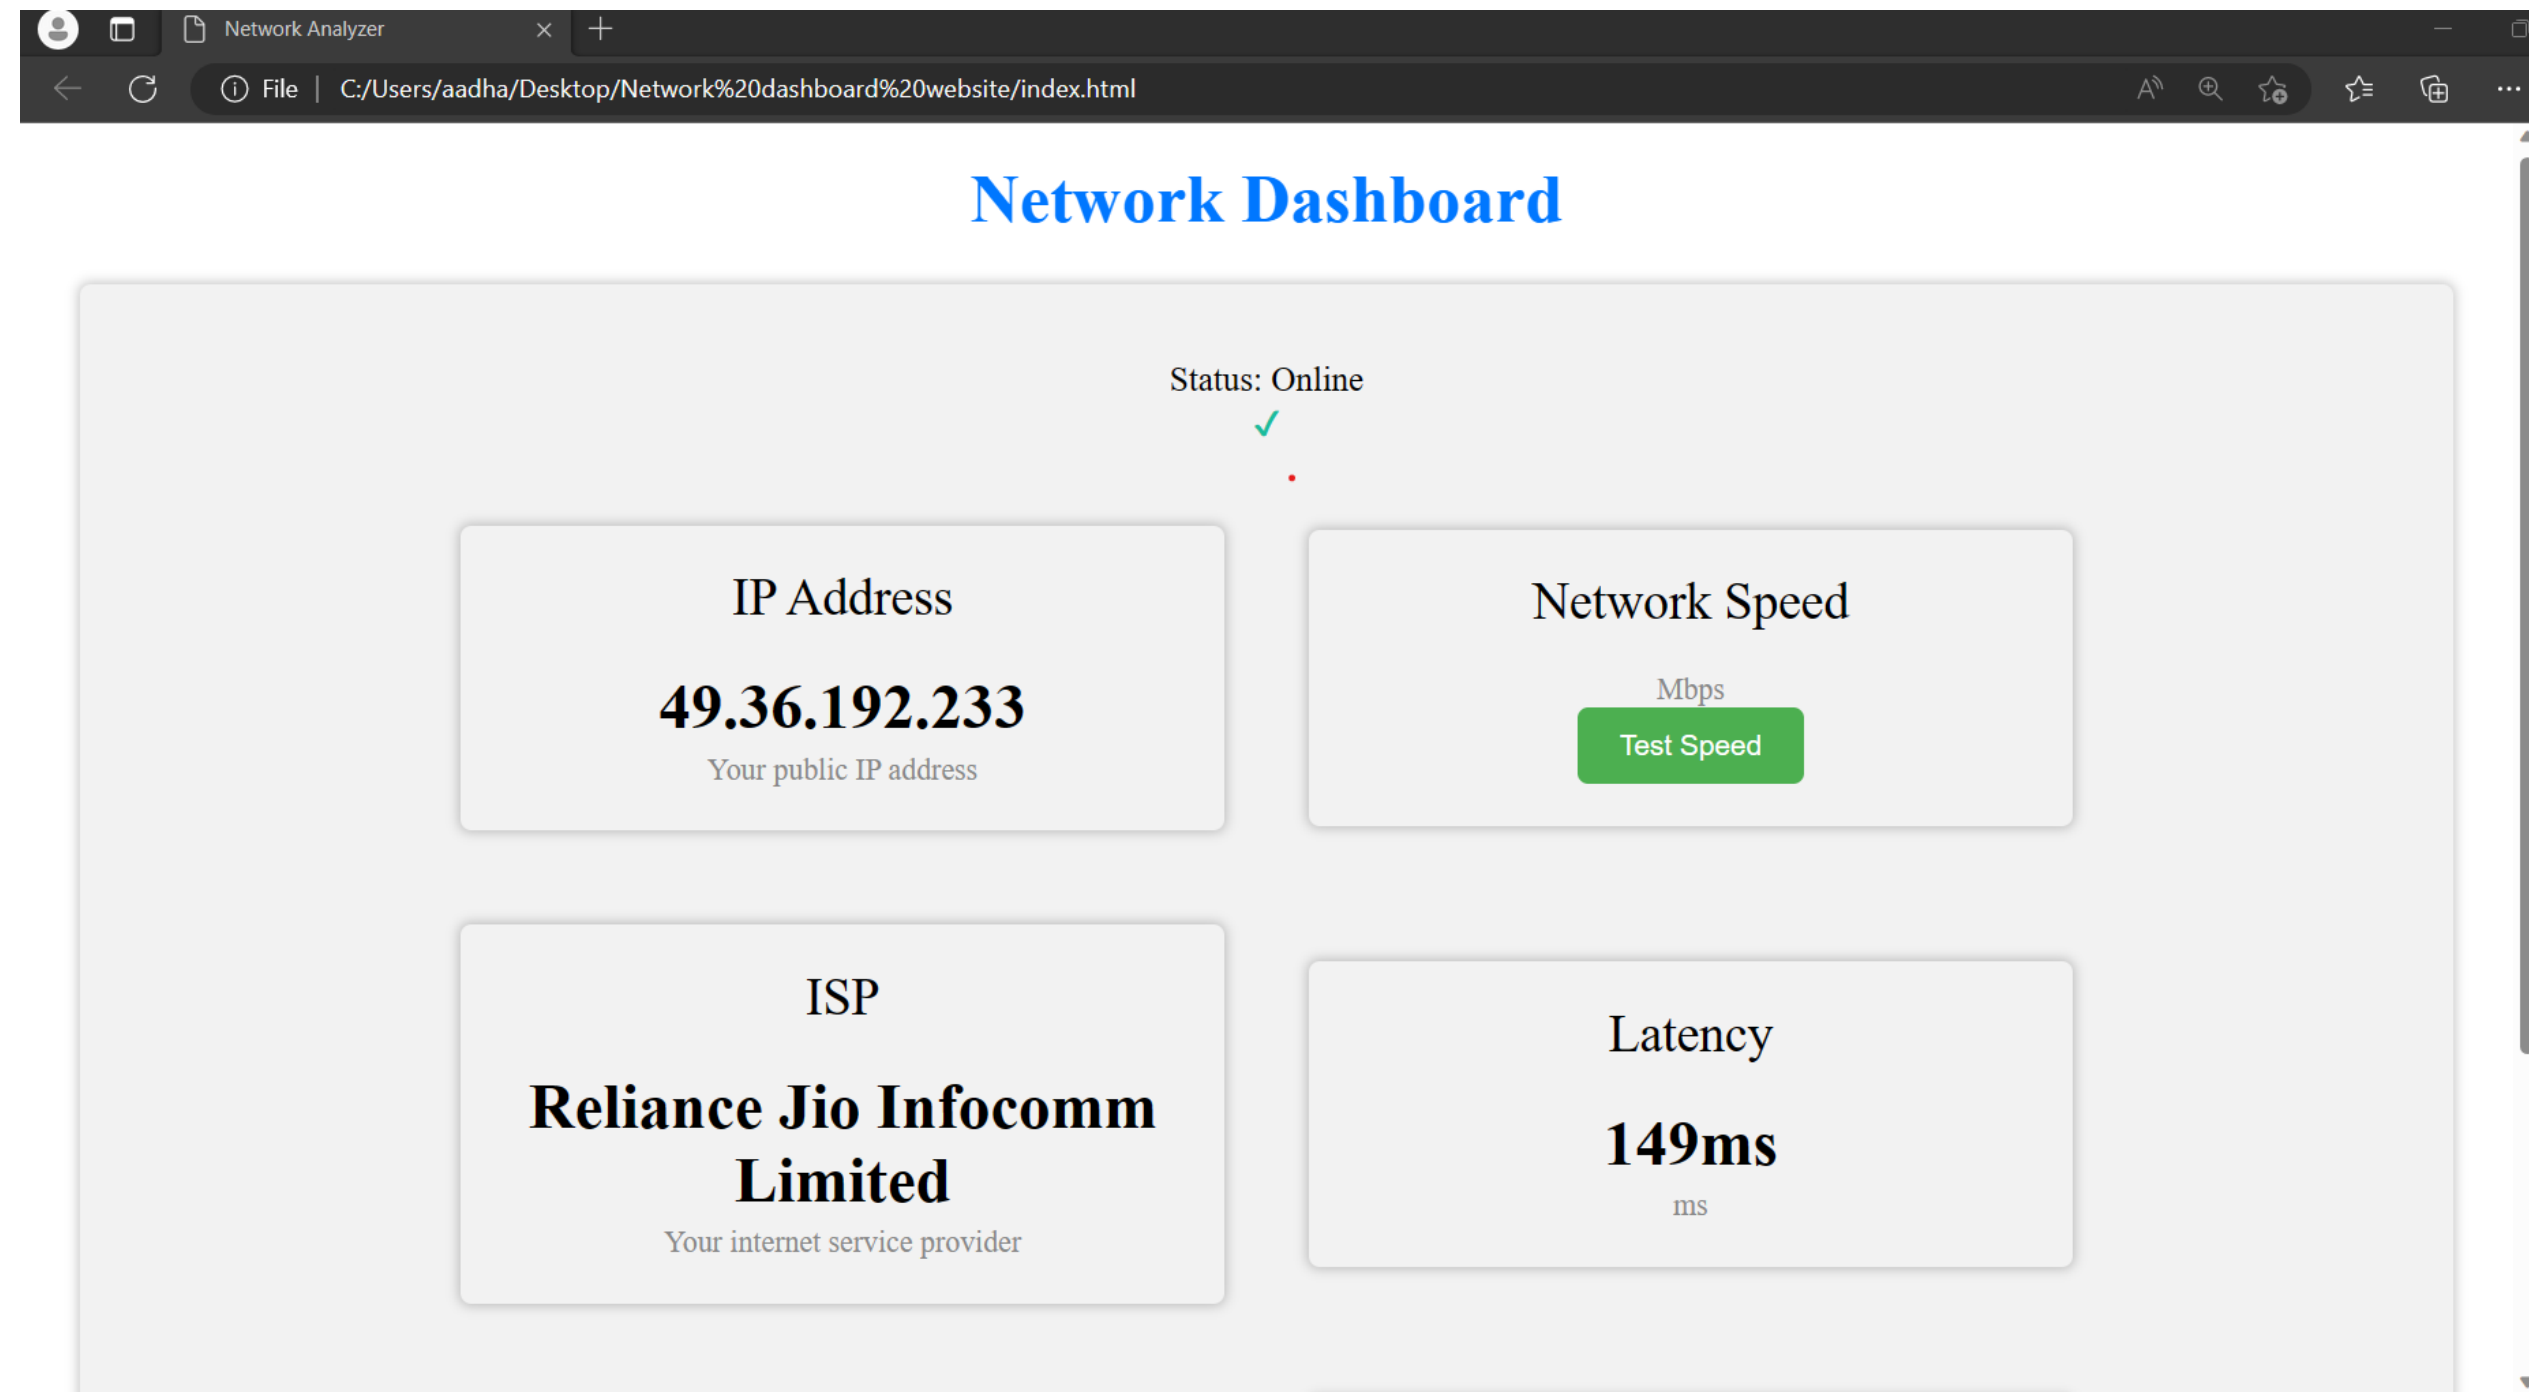 Network Analyzer
File | C:/Users/aadha/Desktop/Network%20dashboard%20website/index.html
Network Dashboard
Status: Online
IP Address
49.36.192.233
Your public IP address
Network Speed
Mbps
Test Speed
ISP
Reliance Jio Infocomm
Limited
Your internet service provider
Latency
149ms
ms